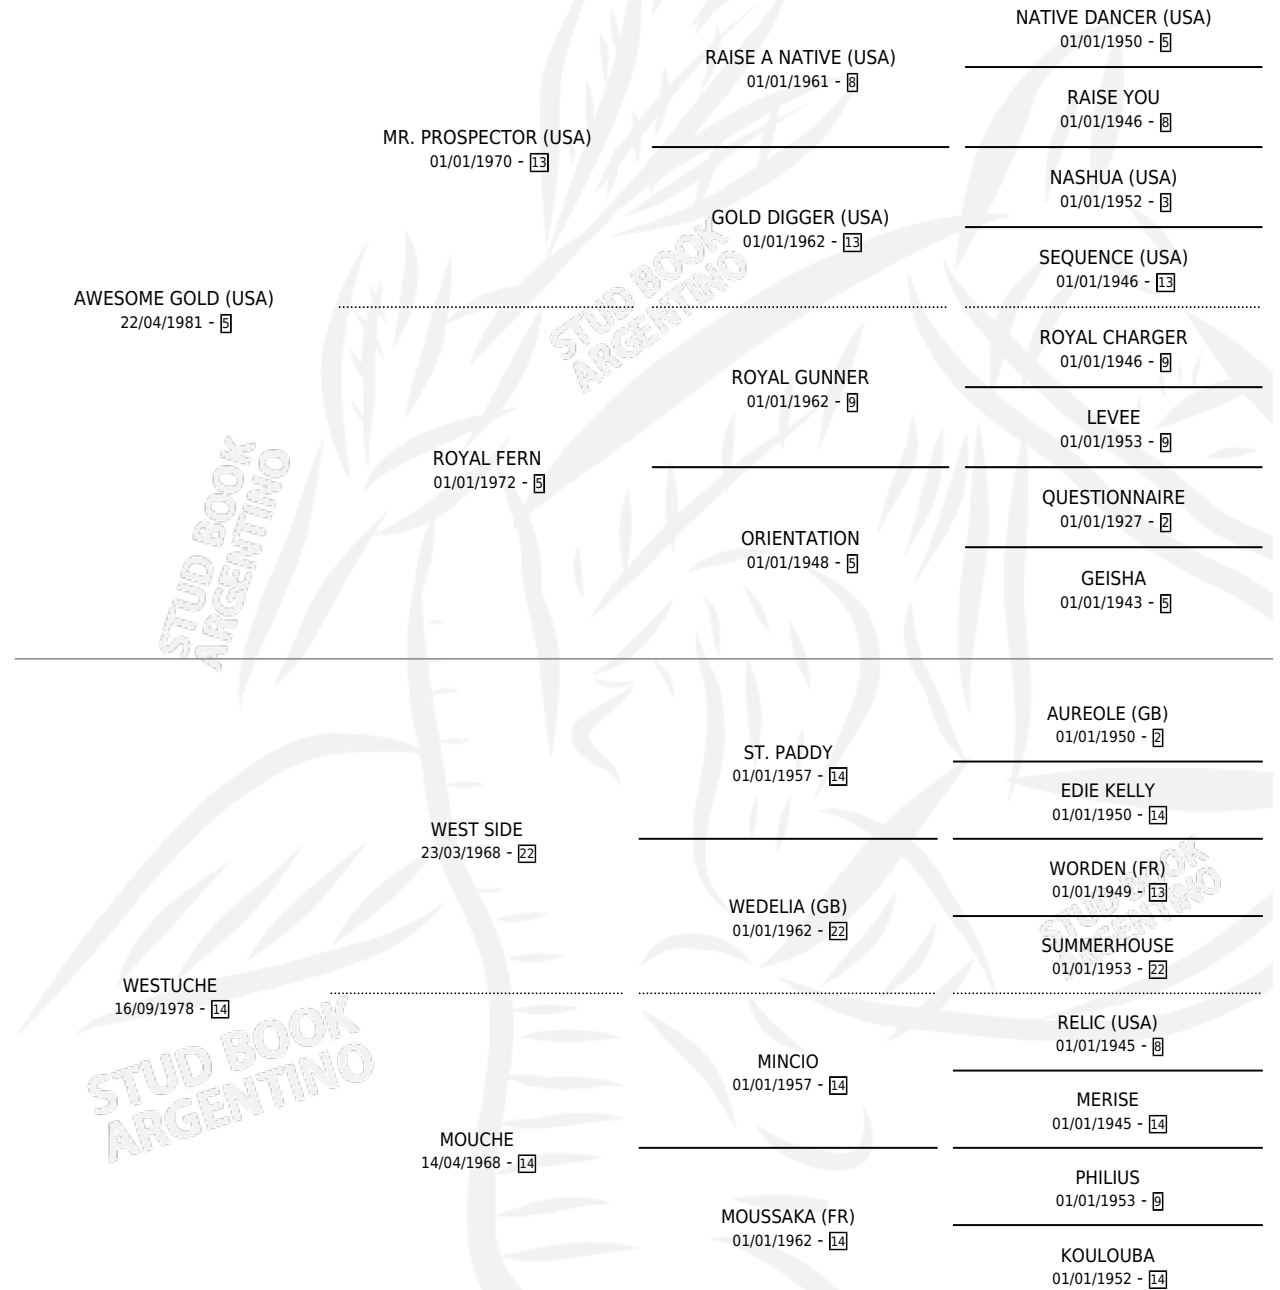 NATIVE DANCER (USA)
01/01/1950 - 5
RAISE A NATIVE (USA)
01/01/1961 - 8
RAISE YOU
01/01/1946 - 8
MR. PROSPECTOR (USA)
01/01/1970 - 13
NASHUA (USA)
01/01/1952 - 3
GOLD DIGGER (USA)
01/01/1962 - 13
SEQUENCE (USA)
01/01/1946 - 13
AWESOME GOLD (USA)
22/04/1981 - 5
STUD BOOK
ARGENTINO
ROYAL CHARGER
01/01/1946 - 9
ROYAL GUNNER
01/01/1962 - 9
LEVEE
01/01/1953 - 9
ROYAL FERN
01/01/1972 - 5
QUESTIONNAIRE
01/01/1927 - 2
ORIENTATION
01/01/1948 - 5
GEISHA
01/01/1943 - 5
STUD BOOK
ARGENTINO
AUREOLE (GB)
01/01/1950 - 2
ST. PADDY
01/01/1957 - 14
EDIE KELLY
01/01/1950 - 14
WEST SIDE
23/03/1968 - 22
WORDEN (FR)
01/01/1949 - 13
WEDELIA (GB)
01/01/1962 - 22
SUMMERHOUSE
01/01/1953 - 22
STUD BOOK
ARGENTINO
WESTUCHE
16/09/1978 - 14
STUD BOOK
ARGENTINO
RELIC (USA)
01/01/1945 - 8
MINCIO
01/01/1957 - 14
MERISE
01/01/1945 - 14
MOUCHE
14/04/1968 - 14
PHILIUS
01/01/1953 - 9
MOUSSAKA (FR)
01/01/1962 - 14
KOULOUBA
01/01/1952 - 14